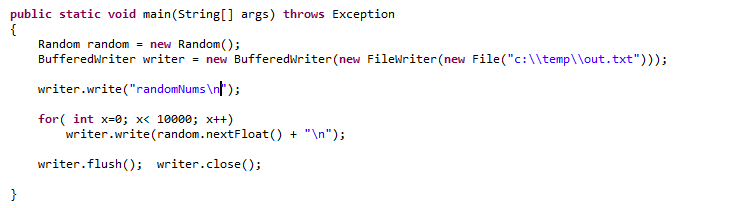 public static void main(String[] args) throws Exception
{
Random random = new Random();
BufferedWriter writer = new BufferedWriter(new FileWriter(new File("c:\\temp\\out.txt")));
writer.write("randomNums\n");
for( int x=0; x< 10000; x++)
writer.write(random.nextFloat() + "\n");
writer.flush();  writer.close();
}